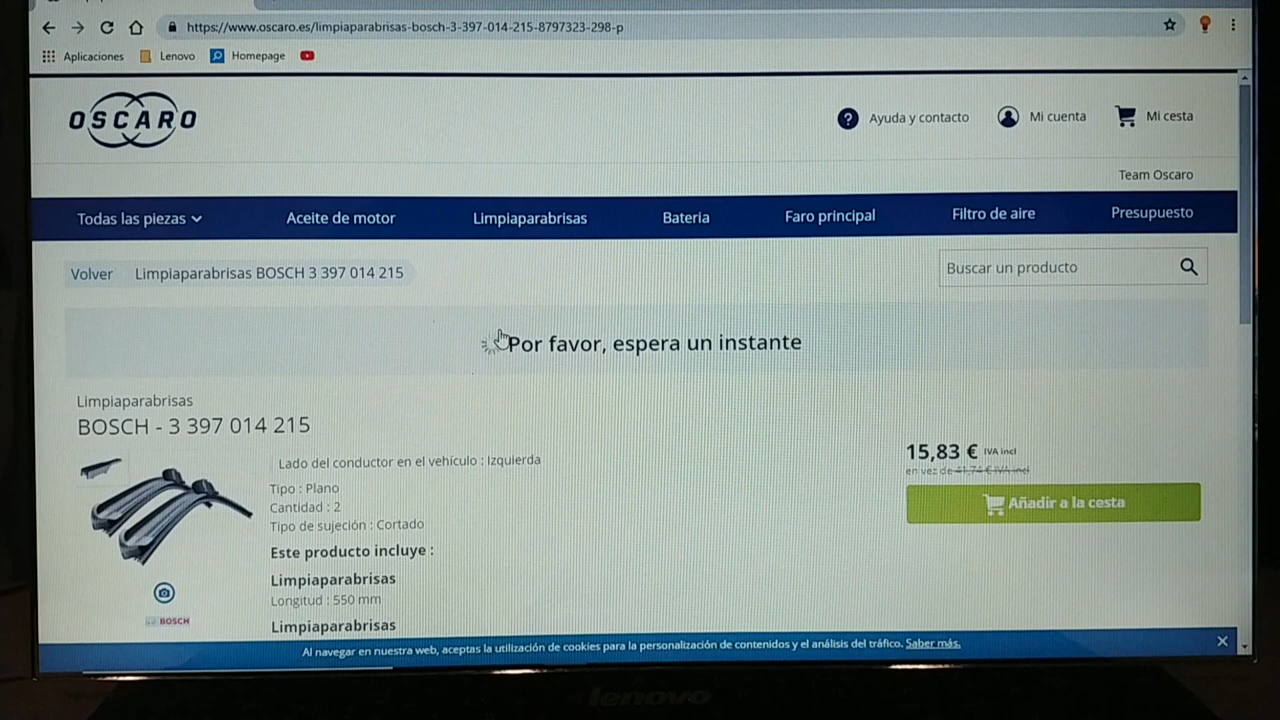 https://www.oscaro.es/limpiaparabrisas-bosch-3-397-014-215-8797323-298-p
Aplicaciones Lenovo Homepage
OSCARO
Ayuda y contacto Mi cuenta Mi cesta
Team Oscaro
Todas las piezas Aceite de motor Limpiaparabrisas Bateria Faro principal Filtro de aire Presupuesto
Volver Limpiaparabrisas BOSCH 3 397 014 215
Buscar un producto
Por favor, espera un instante
Limpiaparabrisas
BOSCH - 3 397 014 215
Lado del conductor en el vehículo : Izquierda
Tipo : Plano
Cantidad : 2
Tipo de sujeción : Cortado
Este producto incluye :
Limpiaparabrisas
Longitud : 550 mm
Limpiaparabrisas
BOSCH
15,83 € IVA incl
en vez de 41,74 € IVA incl
Añadir a la cesta
Al navegar en nuestra web, aceptas la utilización de cookies para la personalización de contenidos y el análisis del tráfico. Saber más.
lenovo